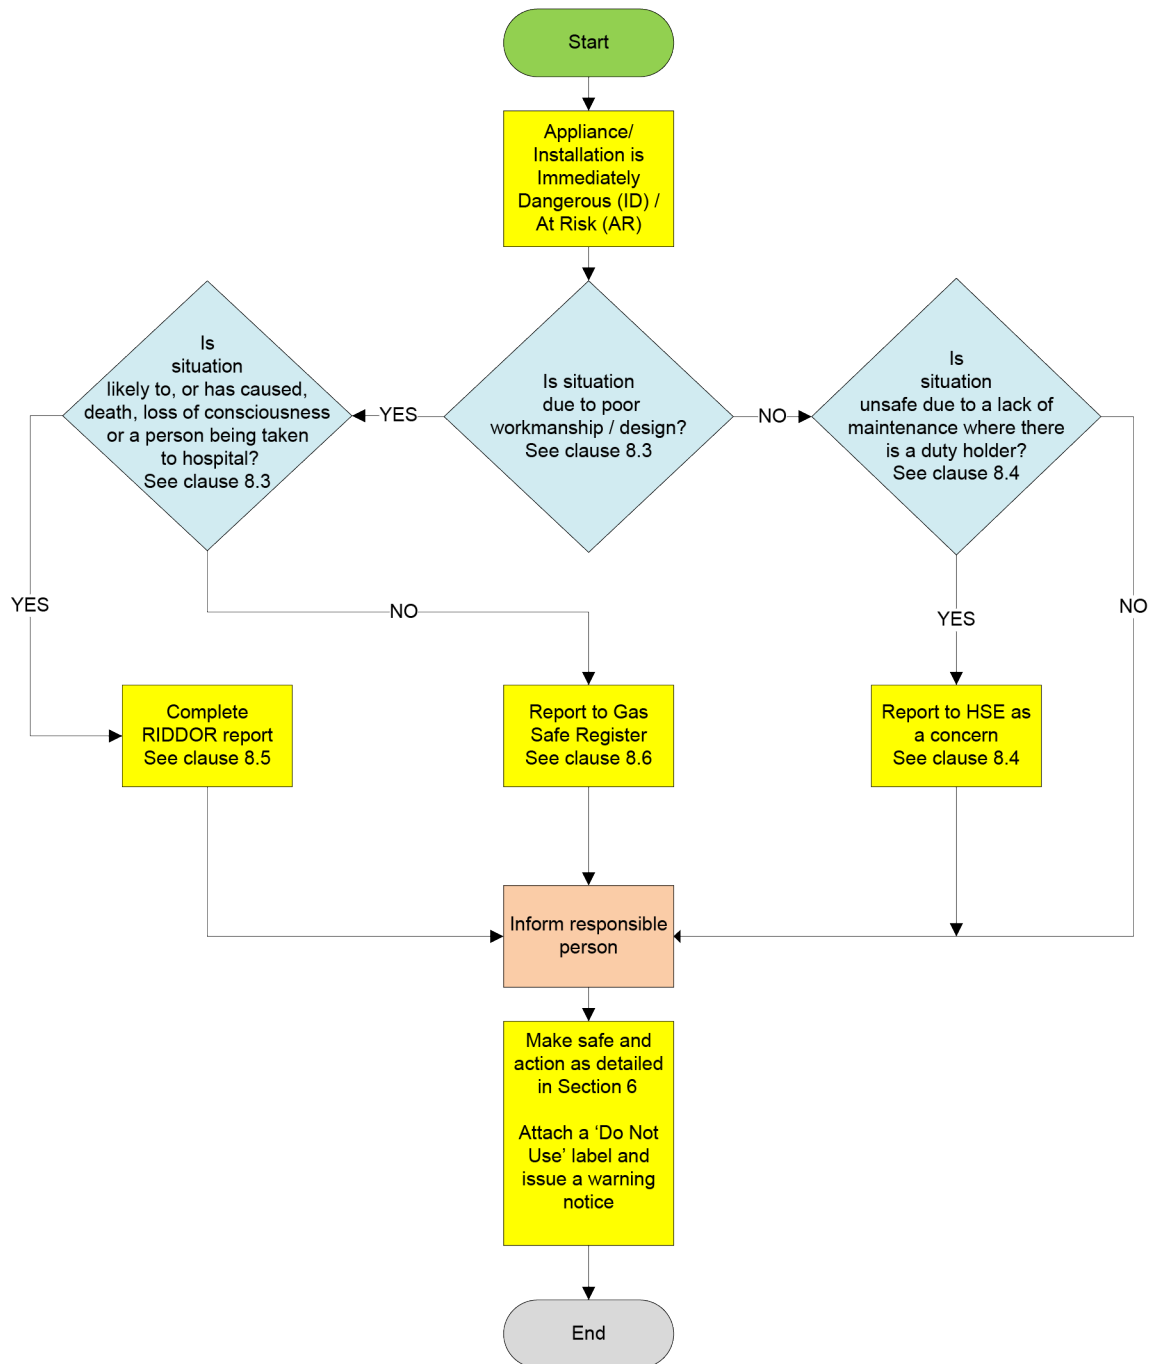 Start
Appliance/
Installation is
Immediately
Dangerous (ID) /
At Risk (AR)
Is
situation
likely to, or has caused,
death, loss of consciousness
or a person being taken
to hospital?
See clause 8.3
YES
Is situation
due to poor
workmanship / design?
See clause 8.3
NO
Is
situation
unsafe due to a lack of
maintenance where there
is a duty holder?
See clause 8.4
YES
NO
YES
NO
Complete
RIDDOR report
See clause 8.5
Report to Gas
Safe Register
See clause 8.6
Report to HSE as
a concern
See clause 8.4
Inform responsible
person
Make safe and
action as detailed
in Section 6
Attach a ‘Do Not
Use’ label and
issue a warning
notice
End